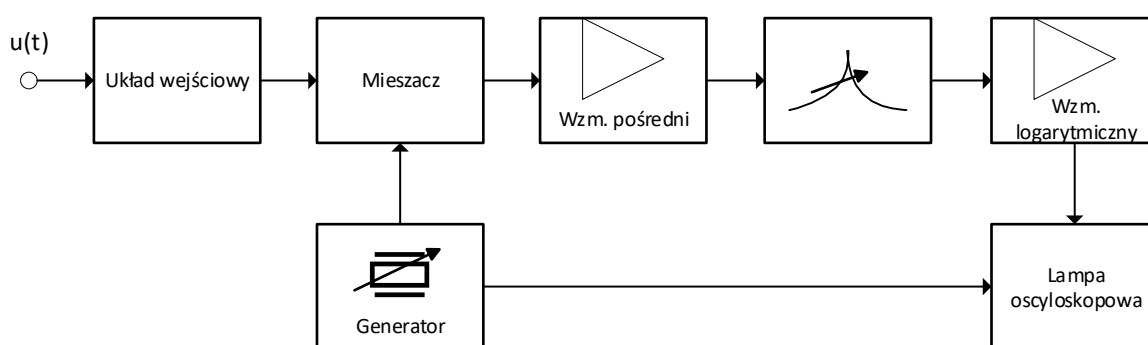 u(t)
Układ wejściowy
Mieszacz
Wzm. pośredni
Wzm.
logarytmiczny
Generator
Lampa
oscyloskopowa